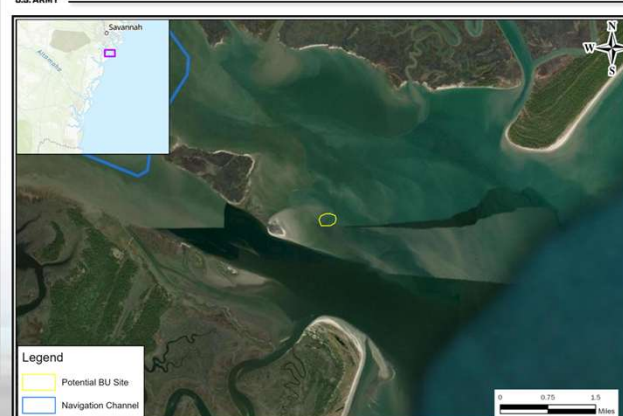 U.S. ARMY
Savannah
Altamaha
N
W
S
Legend
Potential BU Site
Navigation Channel
0 0.75 1.5
Miles